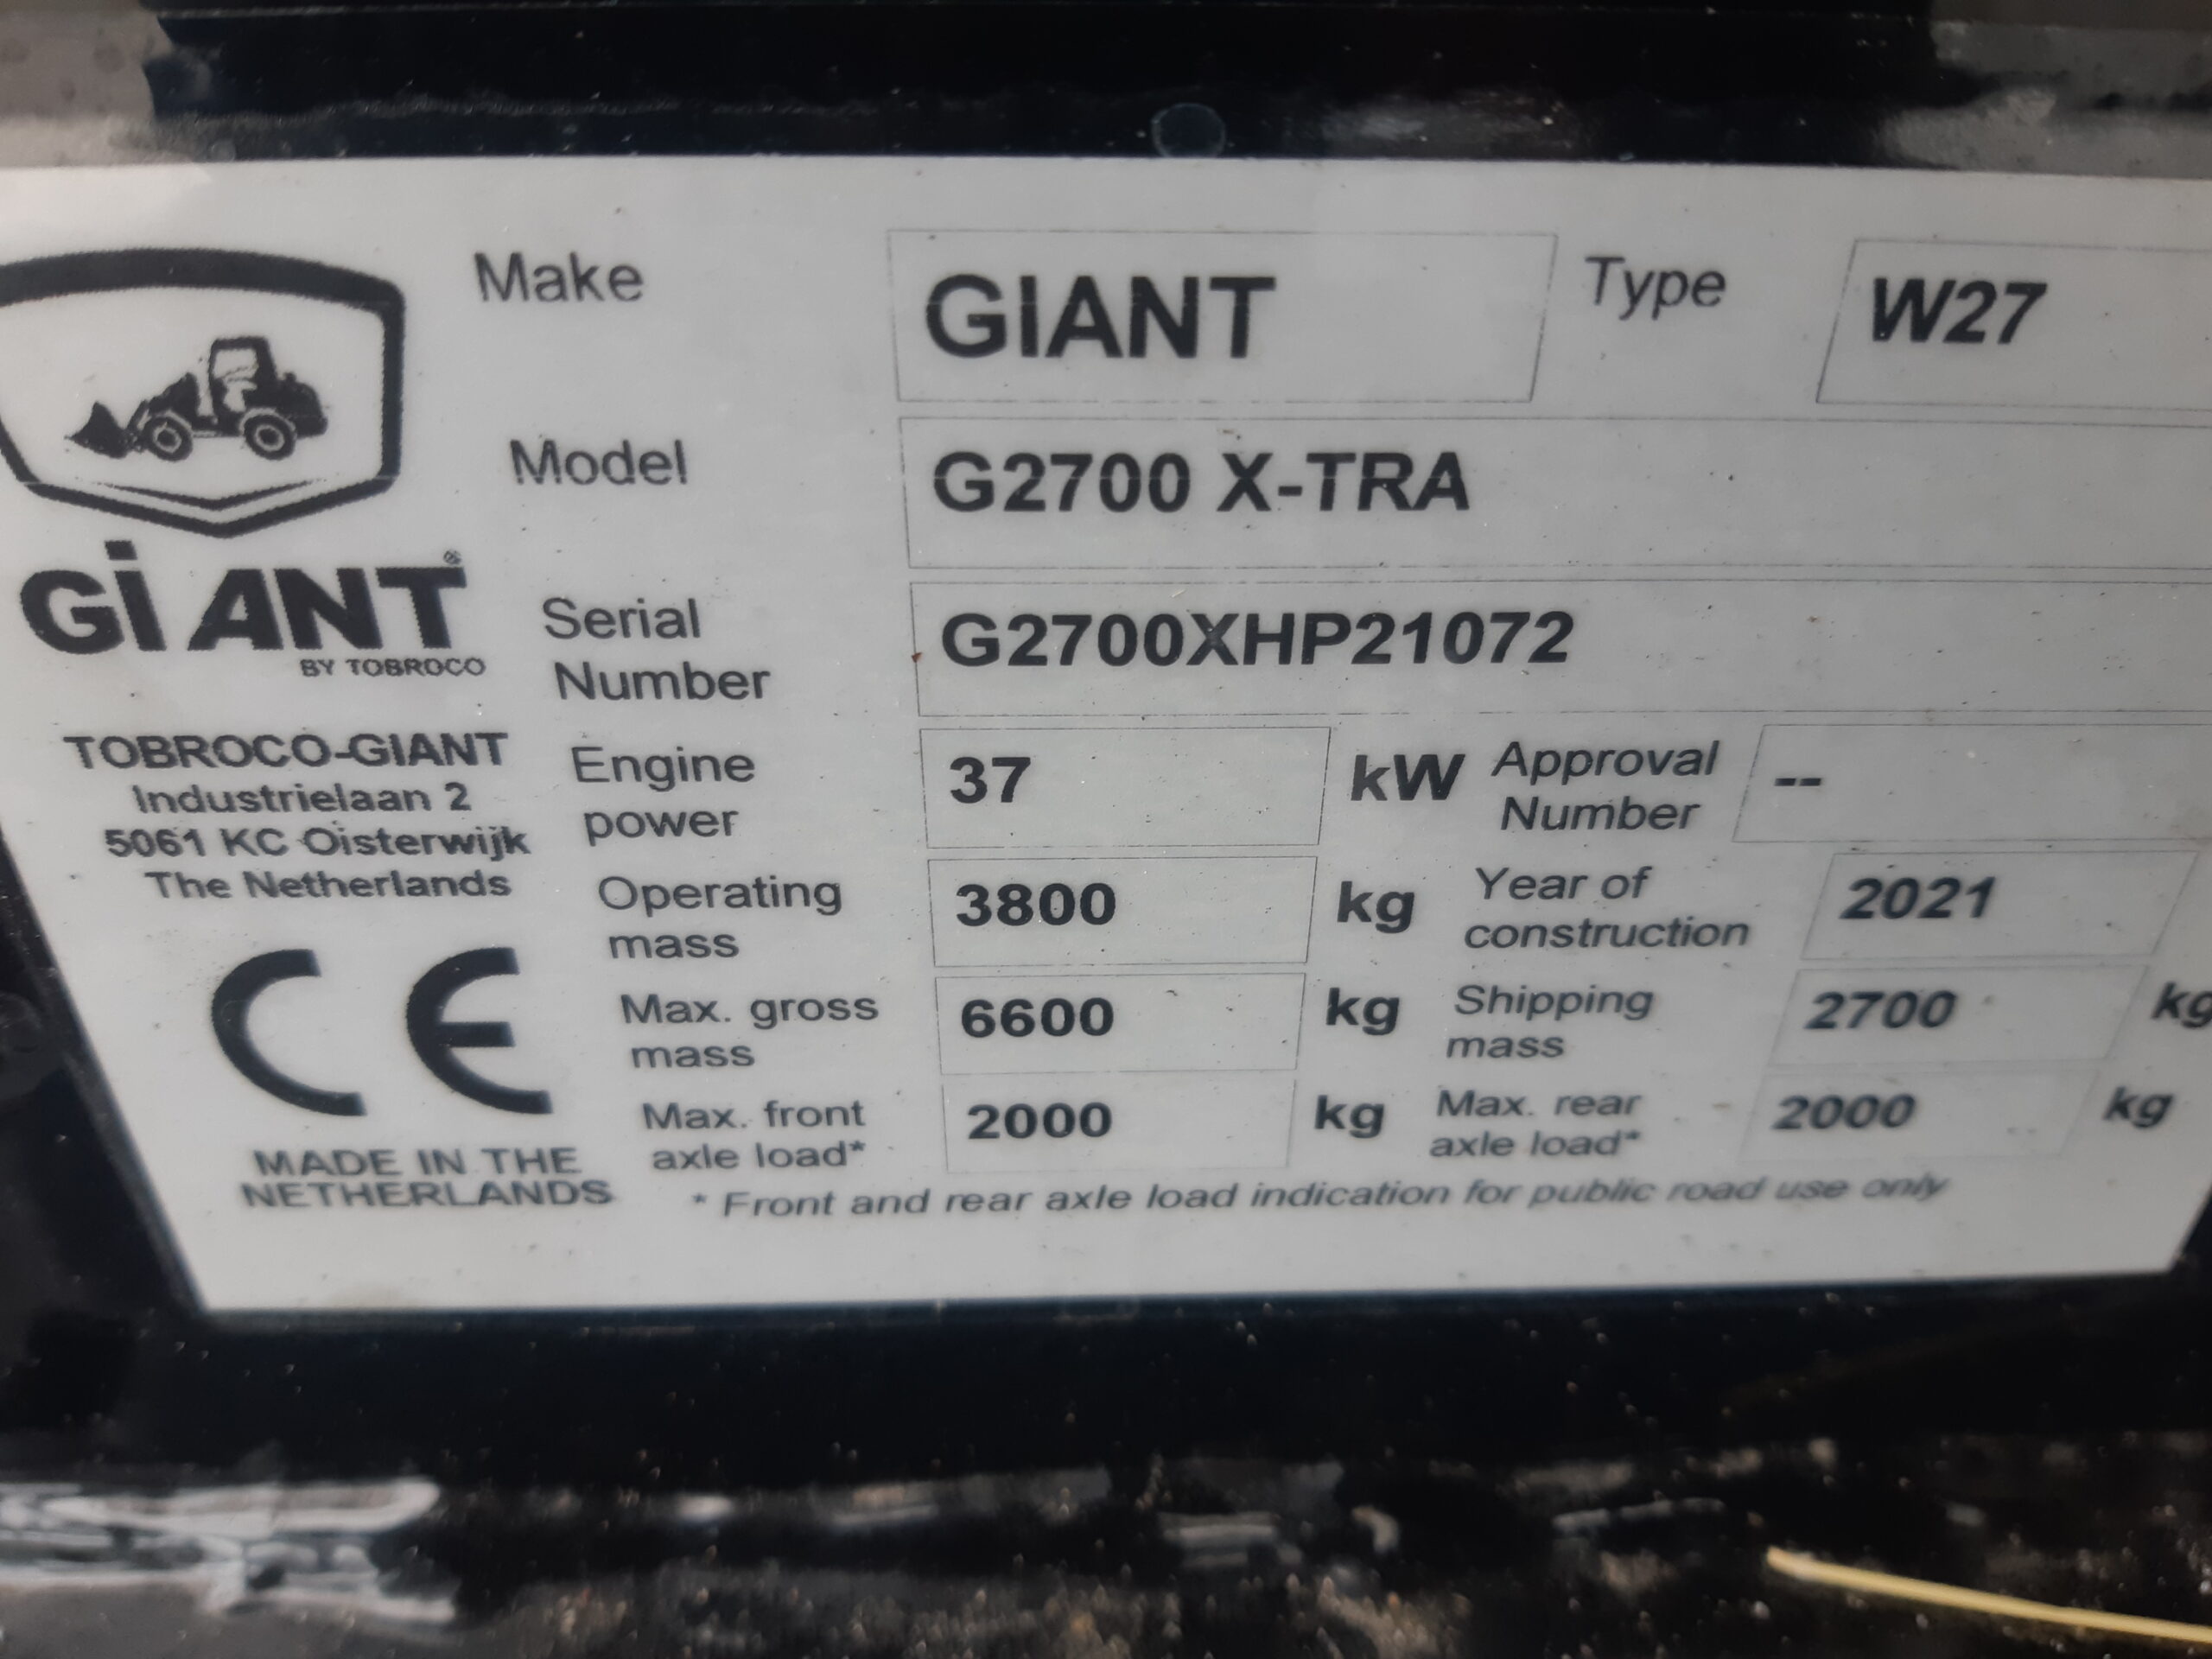 Make GIANT Type W27
Model G2700 X-TRA
GiANT®
BY TOBROCO
Serial
Number G2700XHP21072
TOBROCO-GIANT
Industrielaan 2
5061 KC Oisterwijk
The Netherlands
Engine
power 37 kW Approval
Number --
Operating
mass 3800 kg Year of
construction 2021
CE
Max. gross
mass 6600 kg Shipping
mass 2700 kg
Max. front
axle load* 2000 kg Max. rear
axle load* 2000 kg
MADE IN THE
NETHERLANDS
* Front and rear axle load indication for public road use only